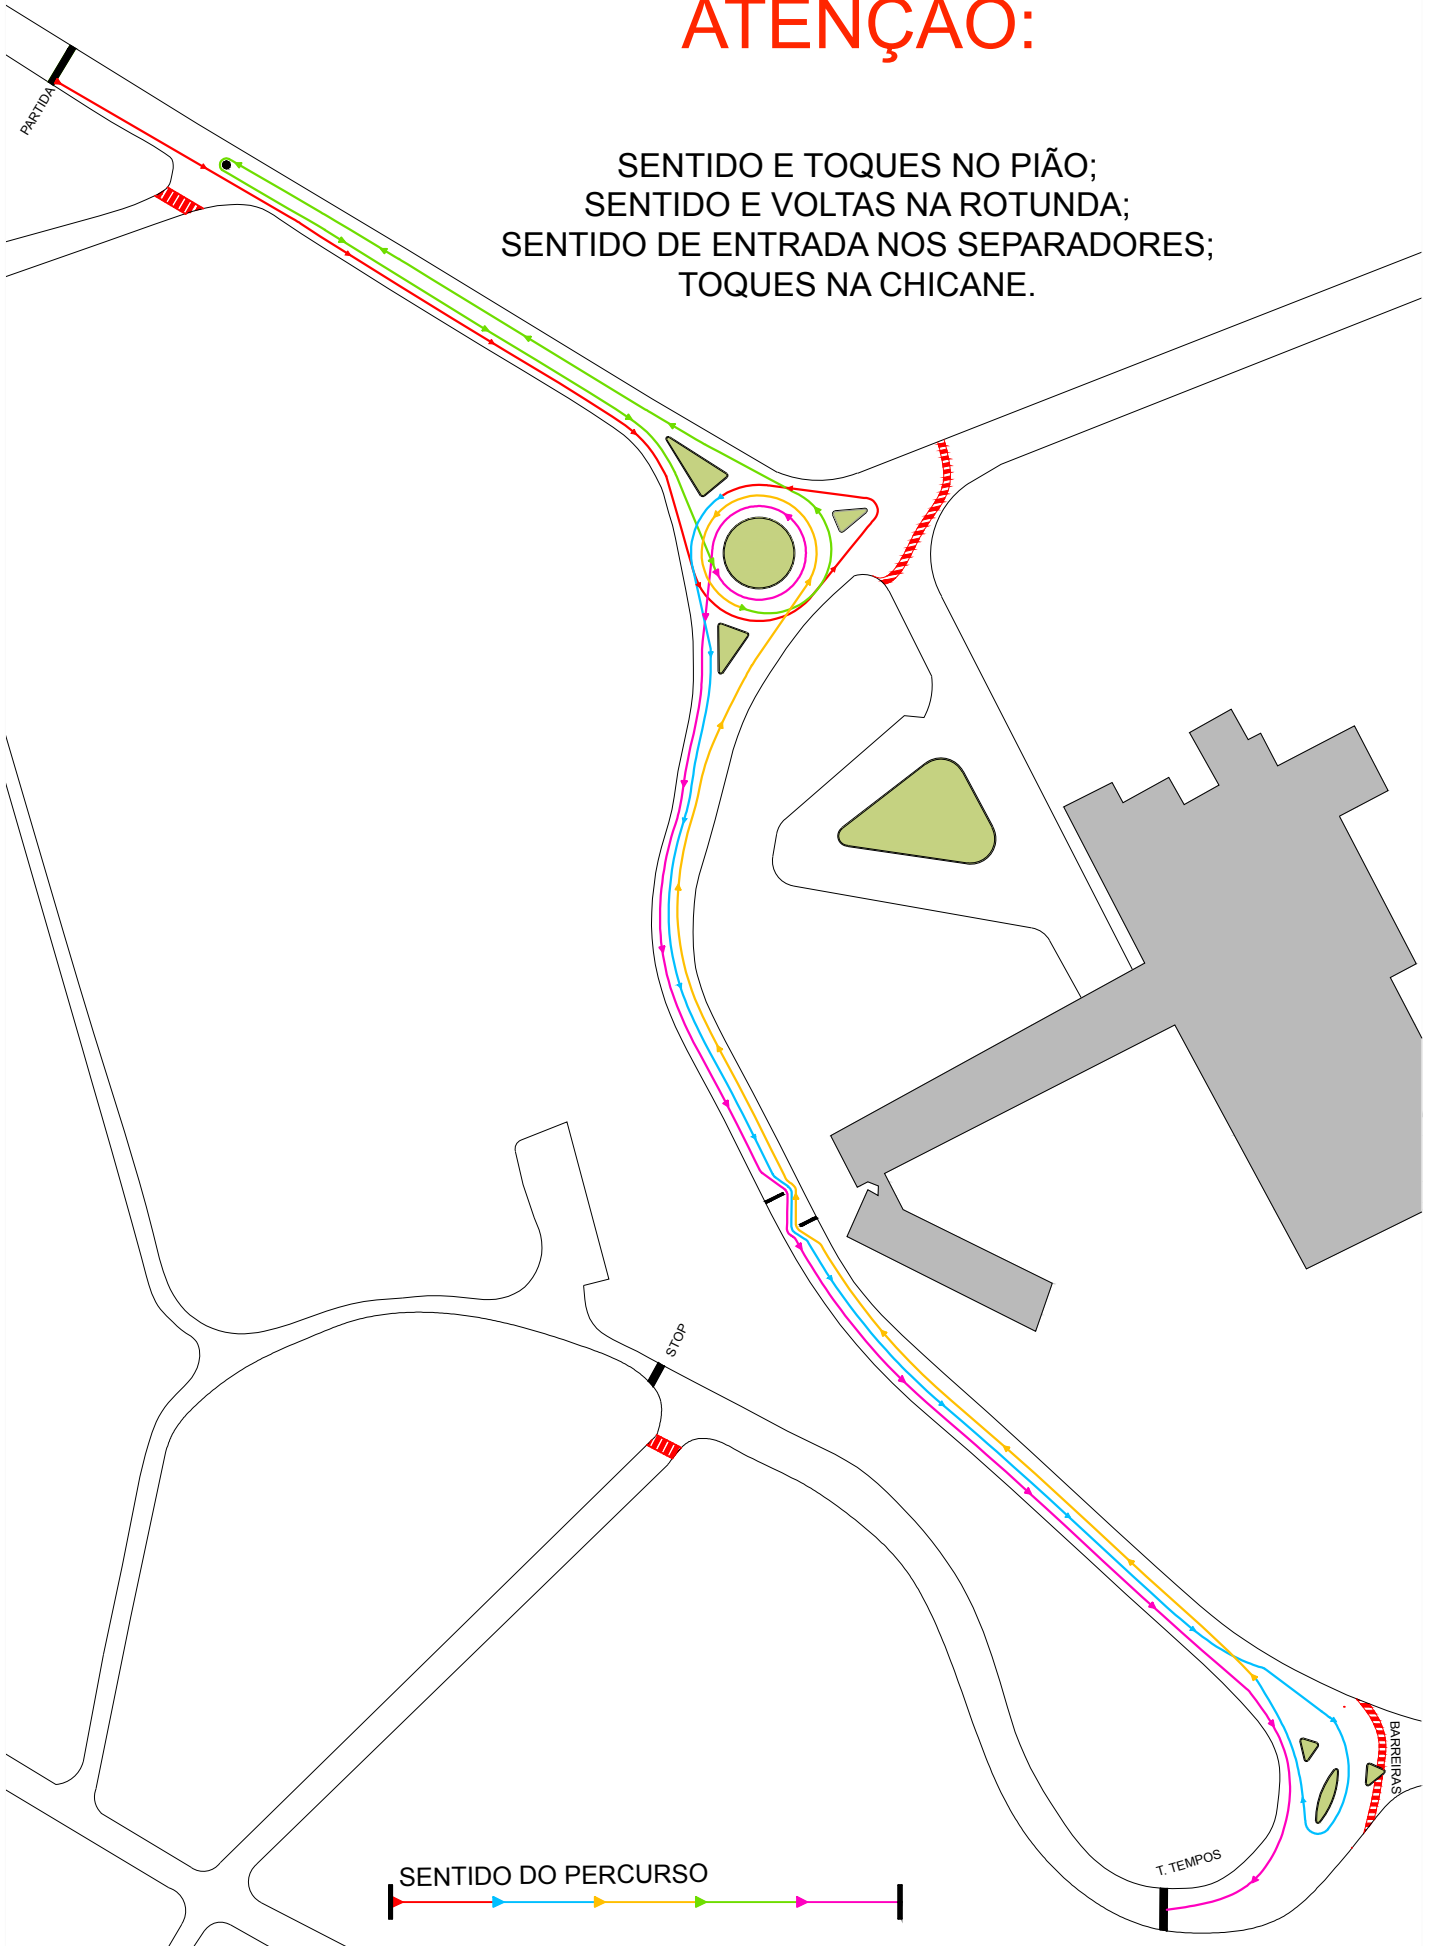 ATENÇÃO:
PARTIDA
SENTIDO E TOQUES NO PIÃO;
SENTIDO E VOLTAS NA ROTUNDA;
SENTIDO DE ENTRADA NOS SEPARADORES;
TOQUES NA CHICANE.
STOP
BARREIRAS
T. TEMPOS
SENTIDO DO PERCURSO